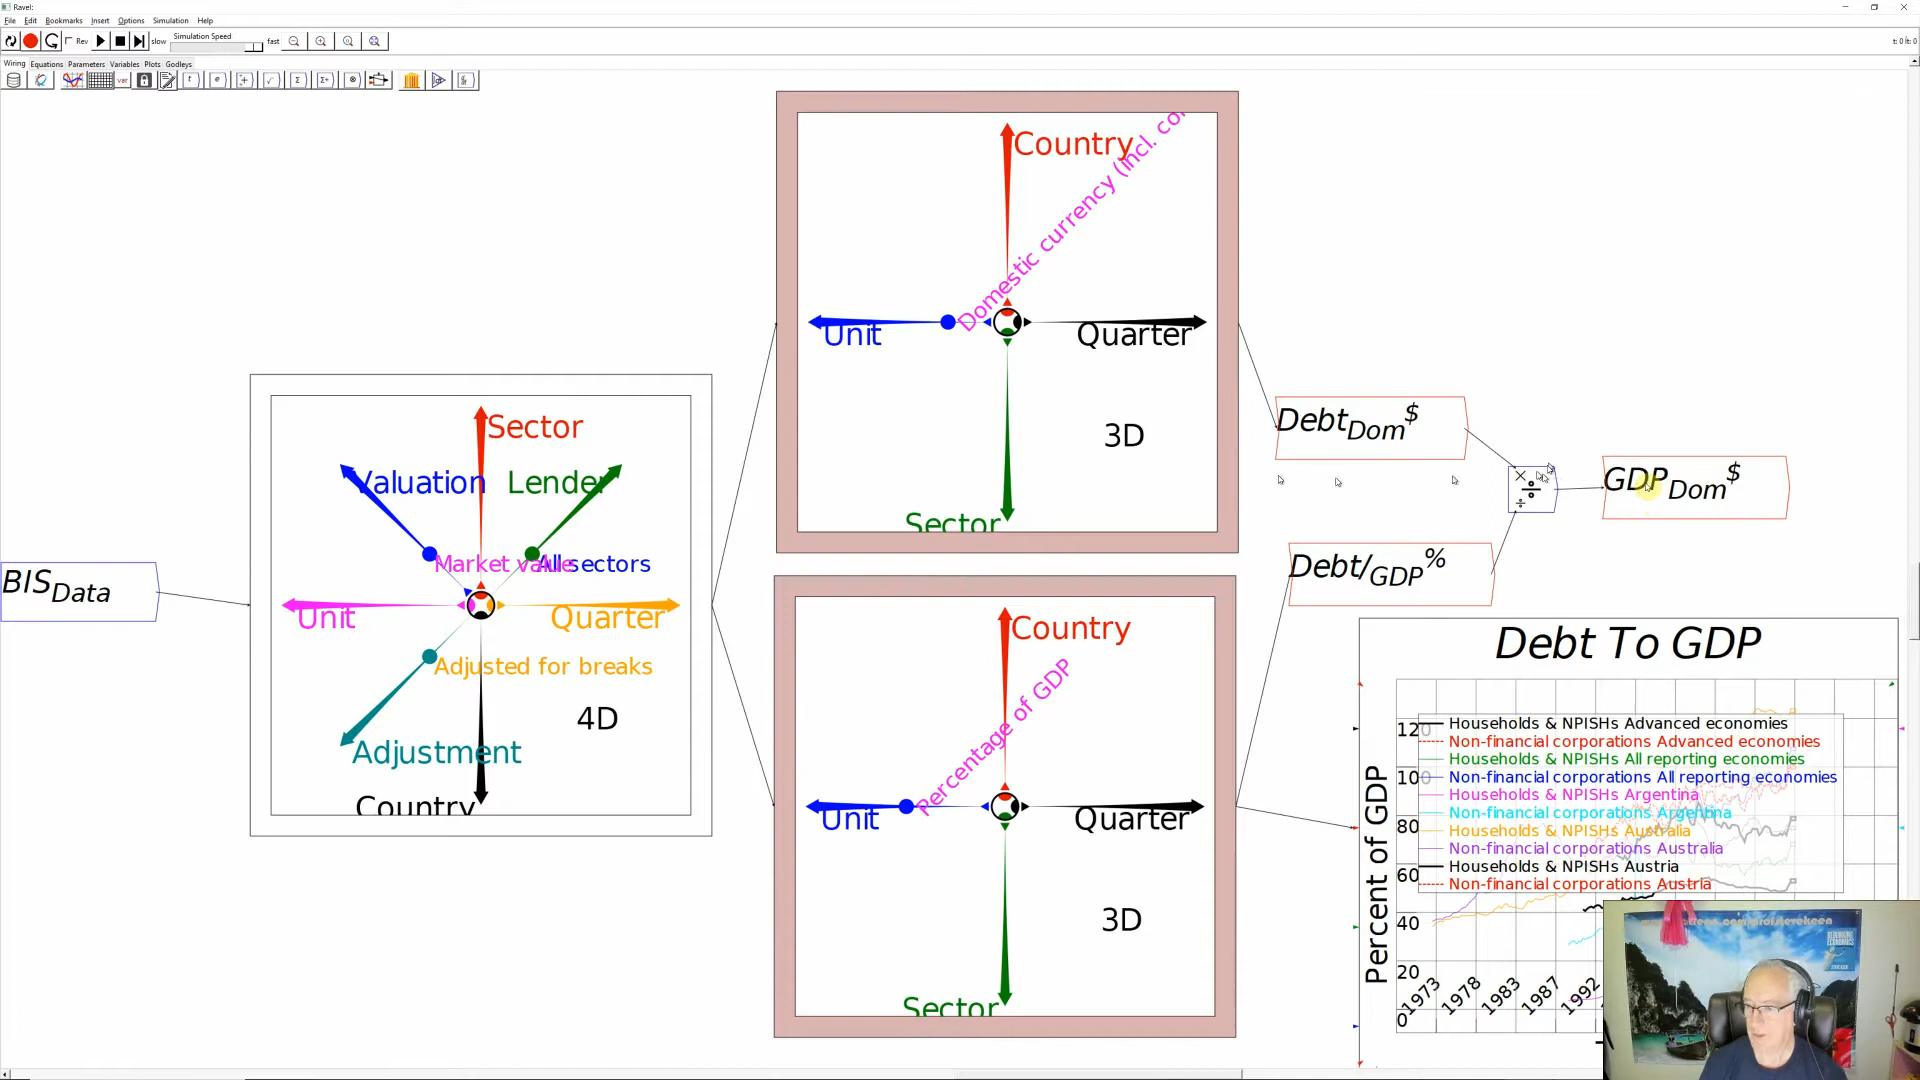 Ravel:
File Edit Bookmarks Insert Options Simulation Help
Rev slow Simulation Speed fast
t: 0 Δt: 0
Wiring Equations Parameters Variables Plots Godleys
var
Country
Domestic currency (incl. co
Unit
Quarter
3D
Sector
Sector
Valuation
Lender
Market value
All sectors
Unit
Quarter
Adjusted for breaks
4D
Adjustment
Country
BIS Data
Country
Percentage of GDP
Unit
Quarter
3D
Sector
Debt Dom $
× ÷
÷
GDP Dom $
Debt/GDP %
Debt To GDP
Percent of GDP
Households & NPISHs Advanced economies
Non-financial corporations Advanced economies
Households & NPISHs All reporting economies
Non-financial corporations All reporting economies
Households & NPISHs Argentina
Non-financial corporations Argentina
Households & NPISHs Australia
Non-financial corporations Australia
Households & NPISHs Austria
Non-financial corporations Austria
120
100
80
60
40
20
0
1973 1978 1983 1987 1992